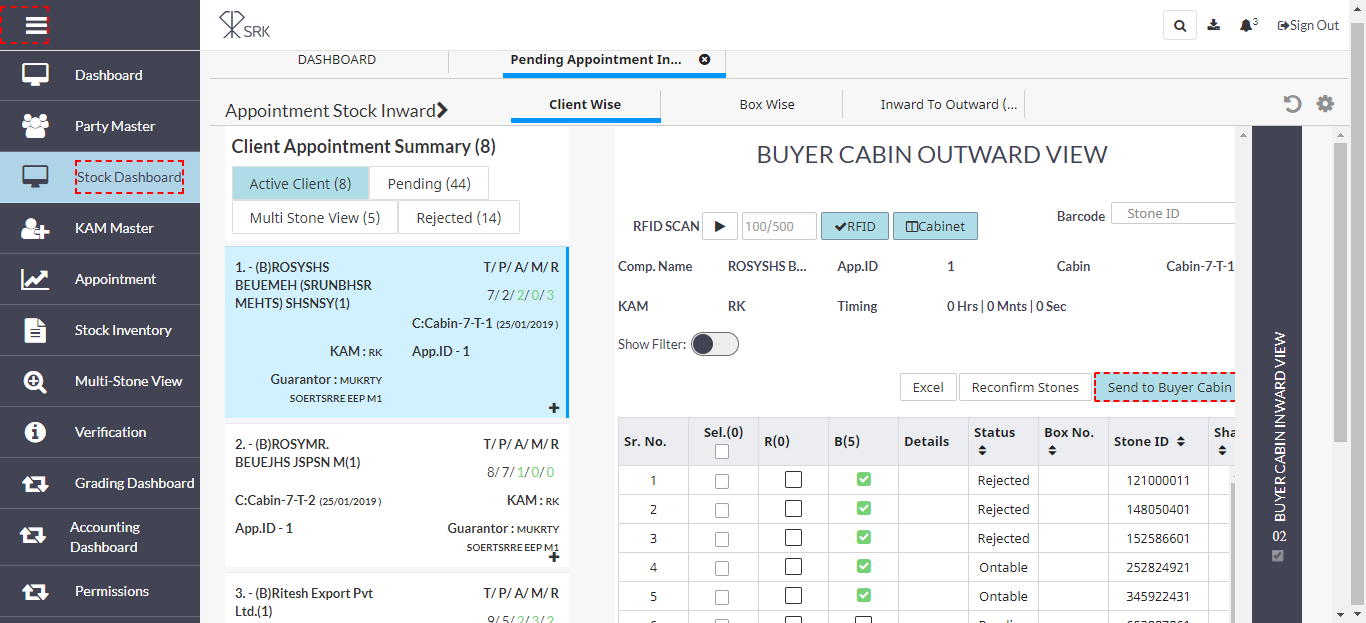 SRK
3
Sign Out
Dashboard
Party Master
Stock Dashboard
KAM Master
Appointment
Stock Inventory
Multi-Stone View
Verification
Grading Dashboard
Accounting
Dashboard
Permissions
DASHBOARD
Pending Appointment In...
Appointment Stock Inward
Client Wise
Box Wise
Inward To Outward (...
Client Appointment Summary (8)
Active Client (8)
Pending (44)
Multi Stone View (5)
Rejected (14)
1. - (B)ROSYSHS
BEUEMEH (SRUNBHSR
MEHTS) SHSNSY(1)
T/ P/ A/ M/ R
7/ 2/ 2/ 0/ 3
C:Cabin-7-T-1 (25/01/2019 )
KAM : RK
App.ID - 1
Guarantor : MUKRTY
SOERTSRRE EEP M1
2. - (B)ROSYMR.
BEUEJHS JSPSN M(1)
T/ P/ A/ M/ R
8/ 7/ 1/ 0/ 0
C:Cabin-7-T-2 (25/01/2019 )
KAM : RK
App.ID - 1
Guarantor : MUKRTY
SOERTSRRE EEP M1
3. - (B)Ritesh Export Pvt
Ltd.(1)
T/ P/ A/ M/ R
9/ 5/ 2/ 3/ 2
BUYER CABIN OUTWARD VIEW
RFID SCAN
100/500
RFID
Cabinet
Barcode
Stone ID
Comp. Name
ROSYSHS B...
App.ID
1
Cabin
Cabin-7-T-1
KAM
RK
Timing
0 Hrs | 0 Mnts | 0 Sec
Show Filter:
Excel
Reconfirm Stones
Send to Buyer Cabin
Sr. No.
Sel.(0)
R(0)
B(5)
Details
Status
Box No.
Stone ID
Sha
1
Rejected
121000011
2
Rejected
148050401
3
Rejected
152586601
4
Ontable
252824921
5
Ontable
345922431
BUYER CABIN INWARD VIEW
02